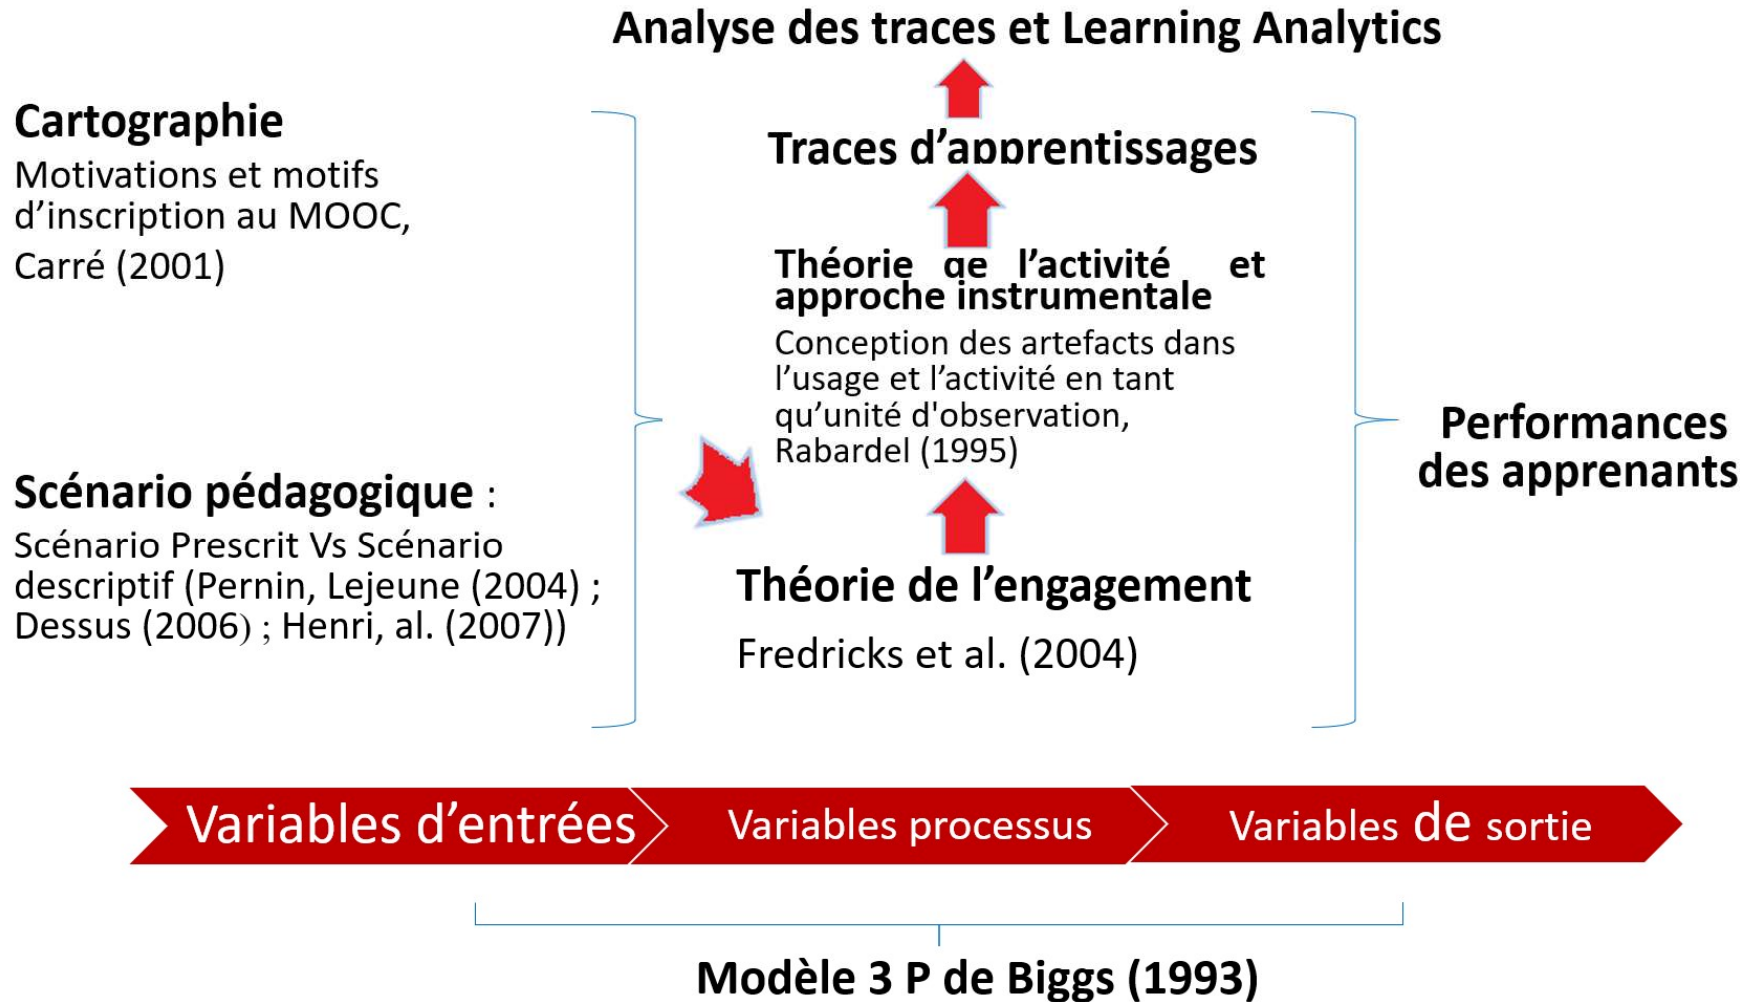 Analyse des traces et Learning Analytics
Cartographie
Motivations et motifs
d’inscription au MOOC,
Carré (2001)
Scénario pédagogique :
Scénario Prescrit Vs Scénario
descriptif (Pernin, Lejeune (2004) ;
Dessus (2006) ; Henri, al. (2007))
Traces d’apprentissages
Théorie de l’activité et
approche instrumentale
Conception des artefacts dans
l’usage et l’activité en tant
qu’unité d'observation,
Rabardel (1995)
Théorie de l’engagement
Fredricks et al. (2004)
Performances
des apprenants
Variables d’entrées
Variables processus
Variables de sortie
Modèle 3 P de Biggs (1993)